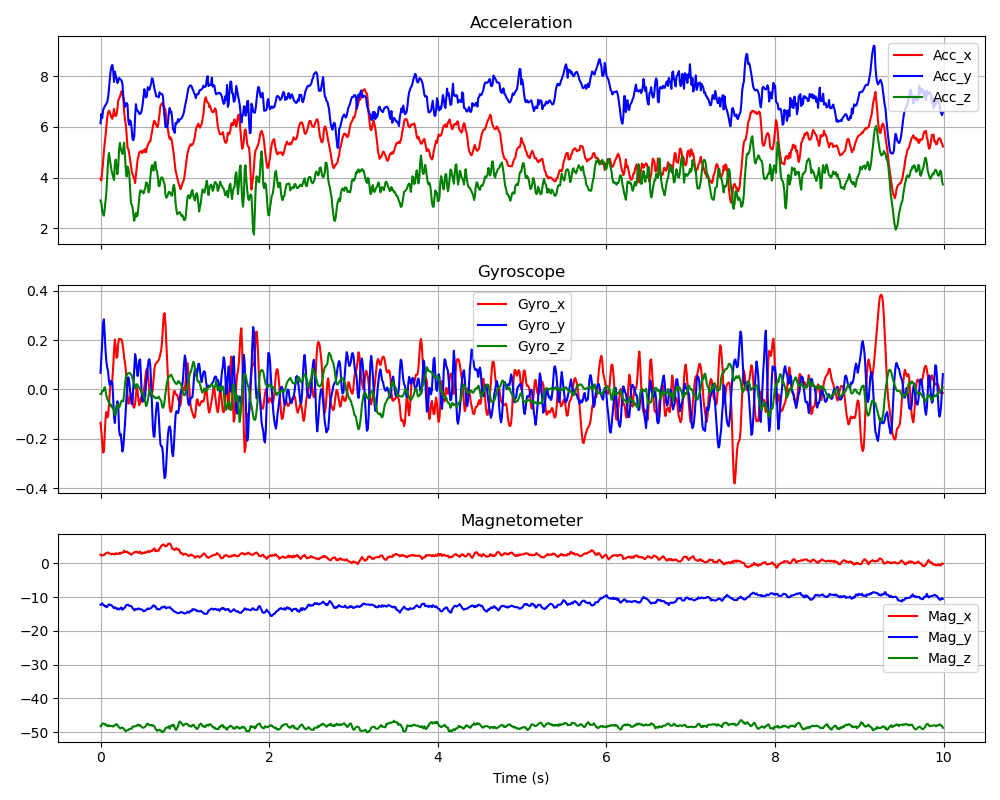 Acceleration
8
6
4
2
Acc_x
Acc_y
Acc_z
Gyroscope
0.4
0.2
0.0
−0.2
−0.4
Gyro_x
Gyro_y
Gyro_z
Magnetometer
0
−10
−20
−30
−40
−50
Mag_x
Mag_y
Mag_z
0 2 4 6 8 10
Time (s)